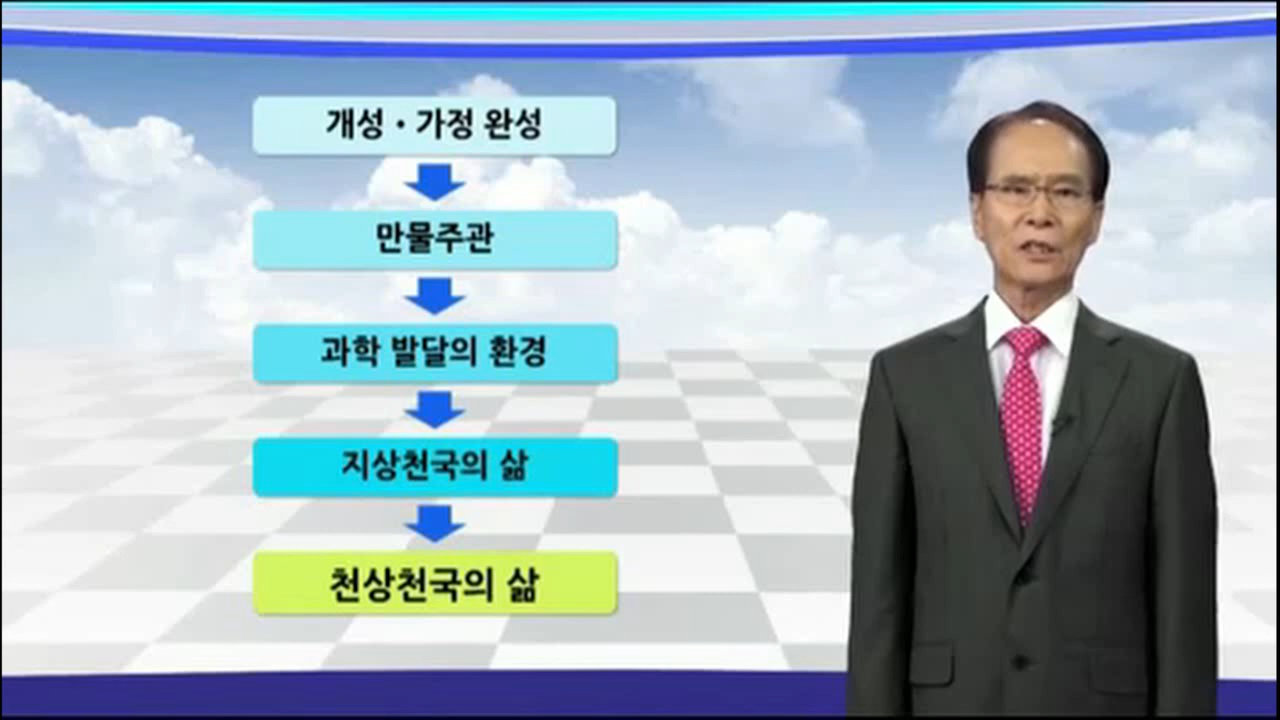 개성·가정 완성
만물주관
과학 발달의 환경
지상천국의 삶
천상천국의 삶